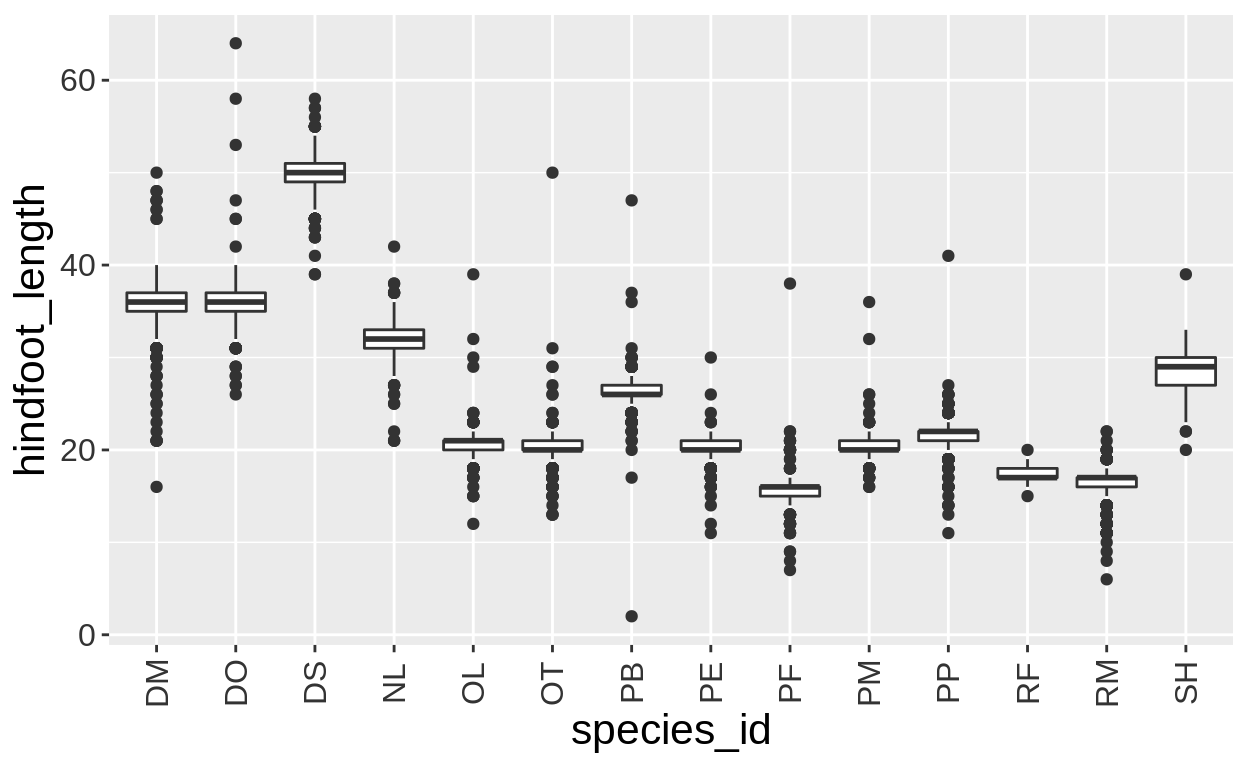 hindfoot_length
60
40
20
0
DM DO DS NL OL OT PB PE PF PM PP RF RM SH
species_id